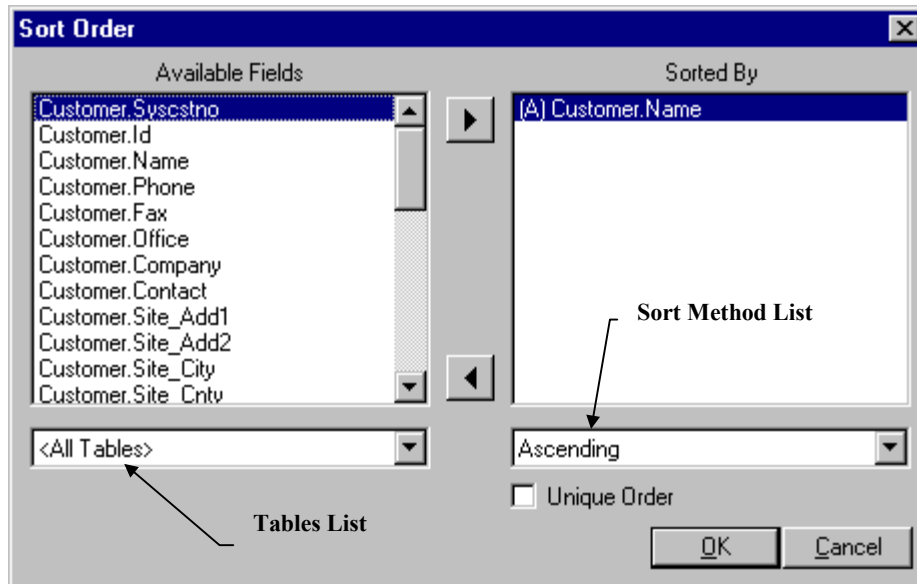 Sort Order
Available Fields
Customer.Syscstno
Customer.Id
Customer.Name
Customer.Phone
Customer.Fax
Customer.Office
Customer.Company
Customer.Contact
Customer.Site_Add1
Customer.Site_Add2
Customer.Site_City
Customer.Site_Cnty
<All Tables>
Tables List
Sorted By
(A) Customer.Name
Sort Method List
Ascending
Unique Order
OK
Cancel